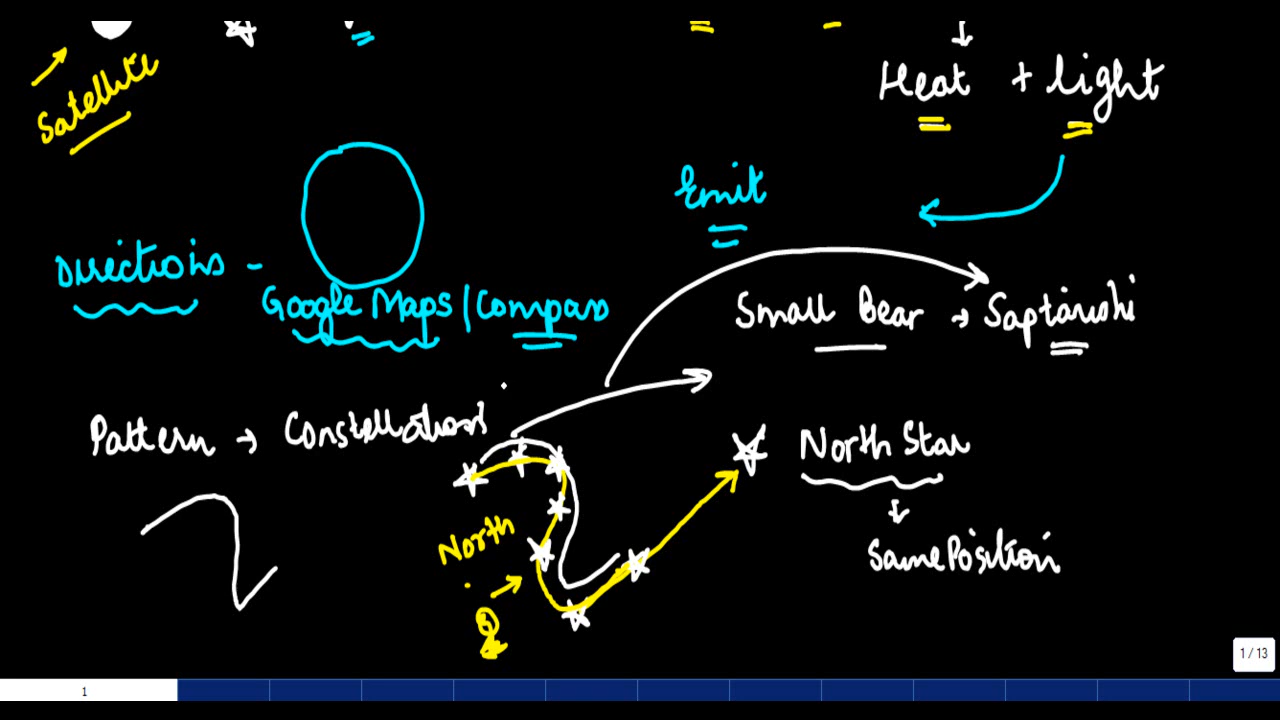 Satellite
Heat + light
Emit
Directions -
Google Maps / Compass
Small Bear → Saptarishi
Pattern → Constellations
North Star
North
Same Position
1 / 13
1